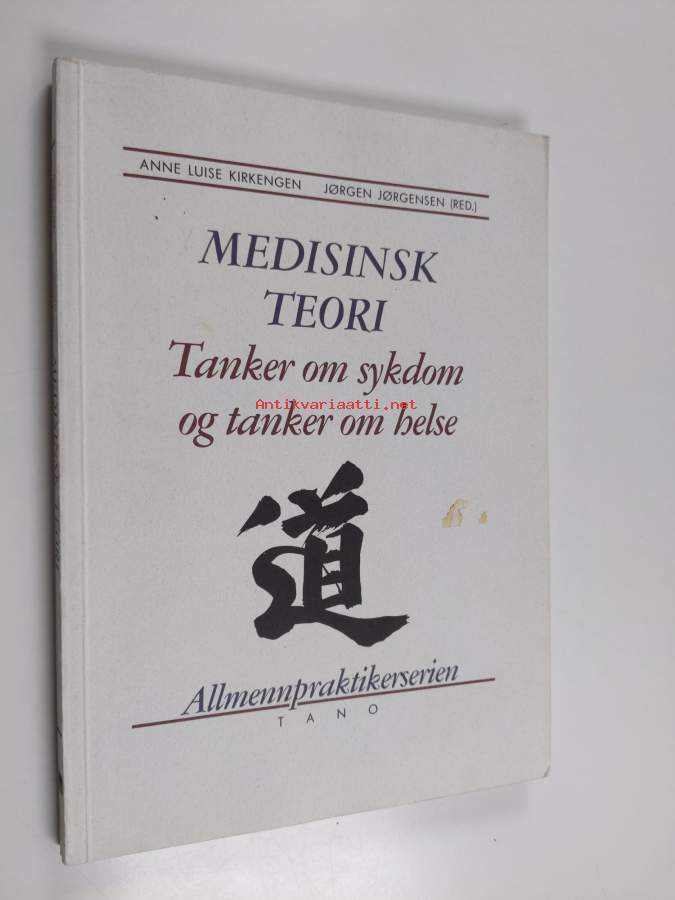 ANNE LUISE KIRKENGEN JØRGEN JØRGENSEN (RED.)
MEDISINSK
TEORI
Tanker om sykdom
Antikvariaatti.net
og tanker om helse
道
Allmennpraktikerserien
TANO